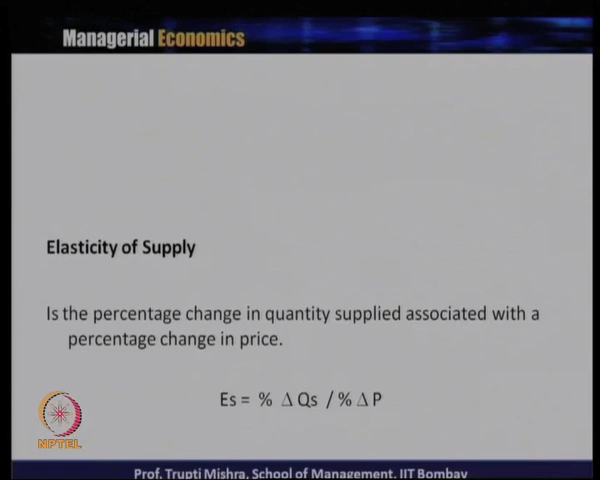 Managerial Economics
Elasticity of Supply
Is the percentage change in quantity supplied associated with a
percentage change in price.
Es = % Δ Qs / % Δ P
NPTEL
Prof. Trupti Mishra, School of Management, IIT Bombay